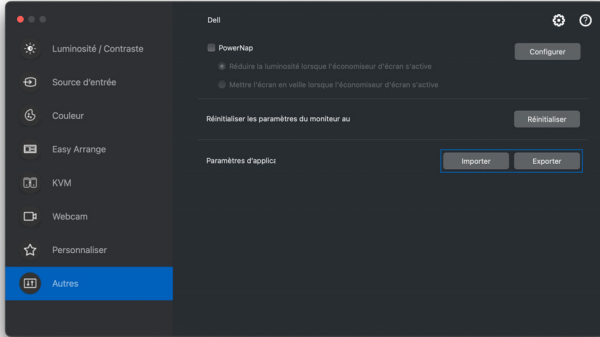 Dell
Luminosité / Contraste
Source d'entrée
Couleur
Easy Arrange
KVM
Webcam
Personnaliser
Autres
PowerNap
Configurer
Réduire la luminosité lorsque l'économiseur d'écran s'active
Mettre l'écran en veille lorsque l'économiseur d'écran s'active
Réinitialiser les paramètres du moniteur au
Réinitialiser
Paramètres d'applica
Importer
Exporter